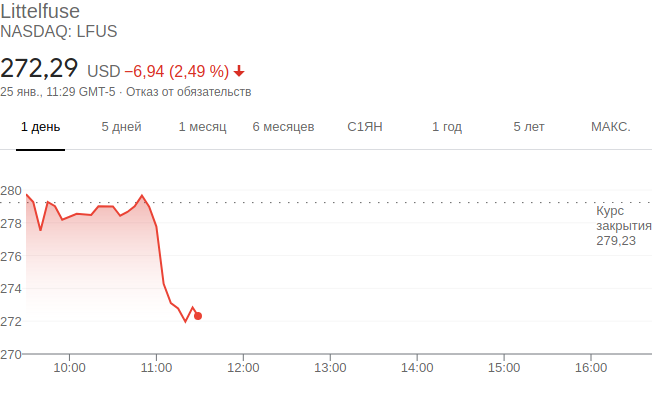 Littelfuse
NASDAQ: LFUS
272,29 USD −6,94 (2,49 %)
25 янв., 11:29 GMT-5 · Отказ от обязательств
1 день 5 дней 1 месяц 6 месяцев С1ЯН 1 год 5 лет МАКС.
280
278
Курс
закрытия
279,23
276
274
272
270
10:00 11:00 12:00 13:00 14:00 15:00 16:00